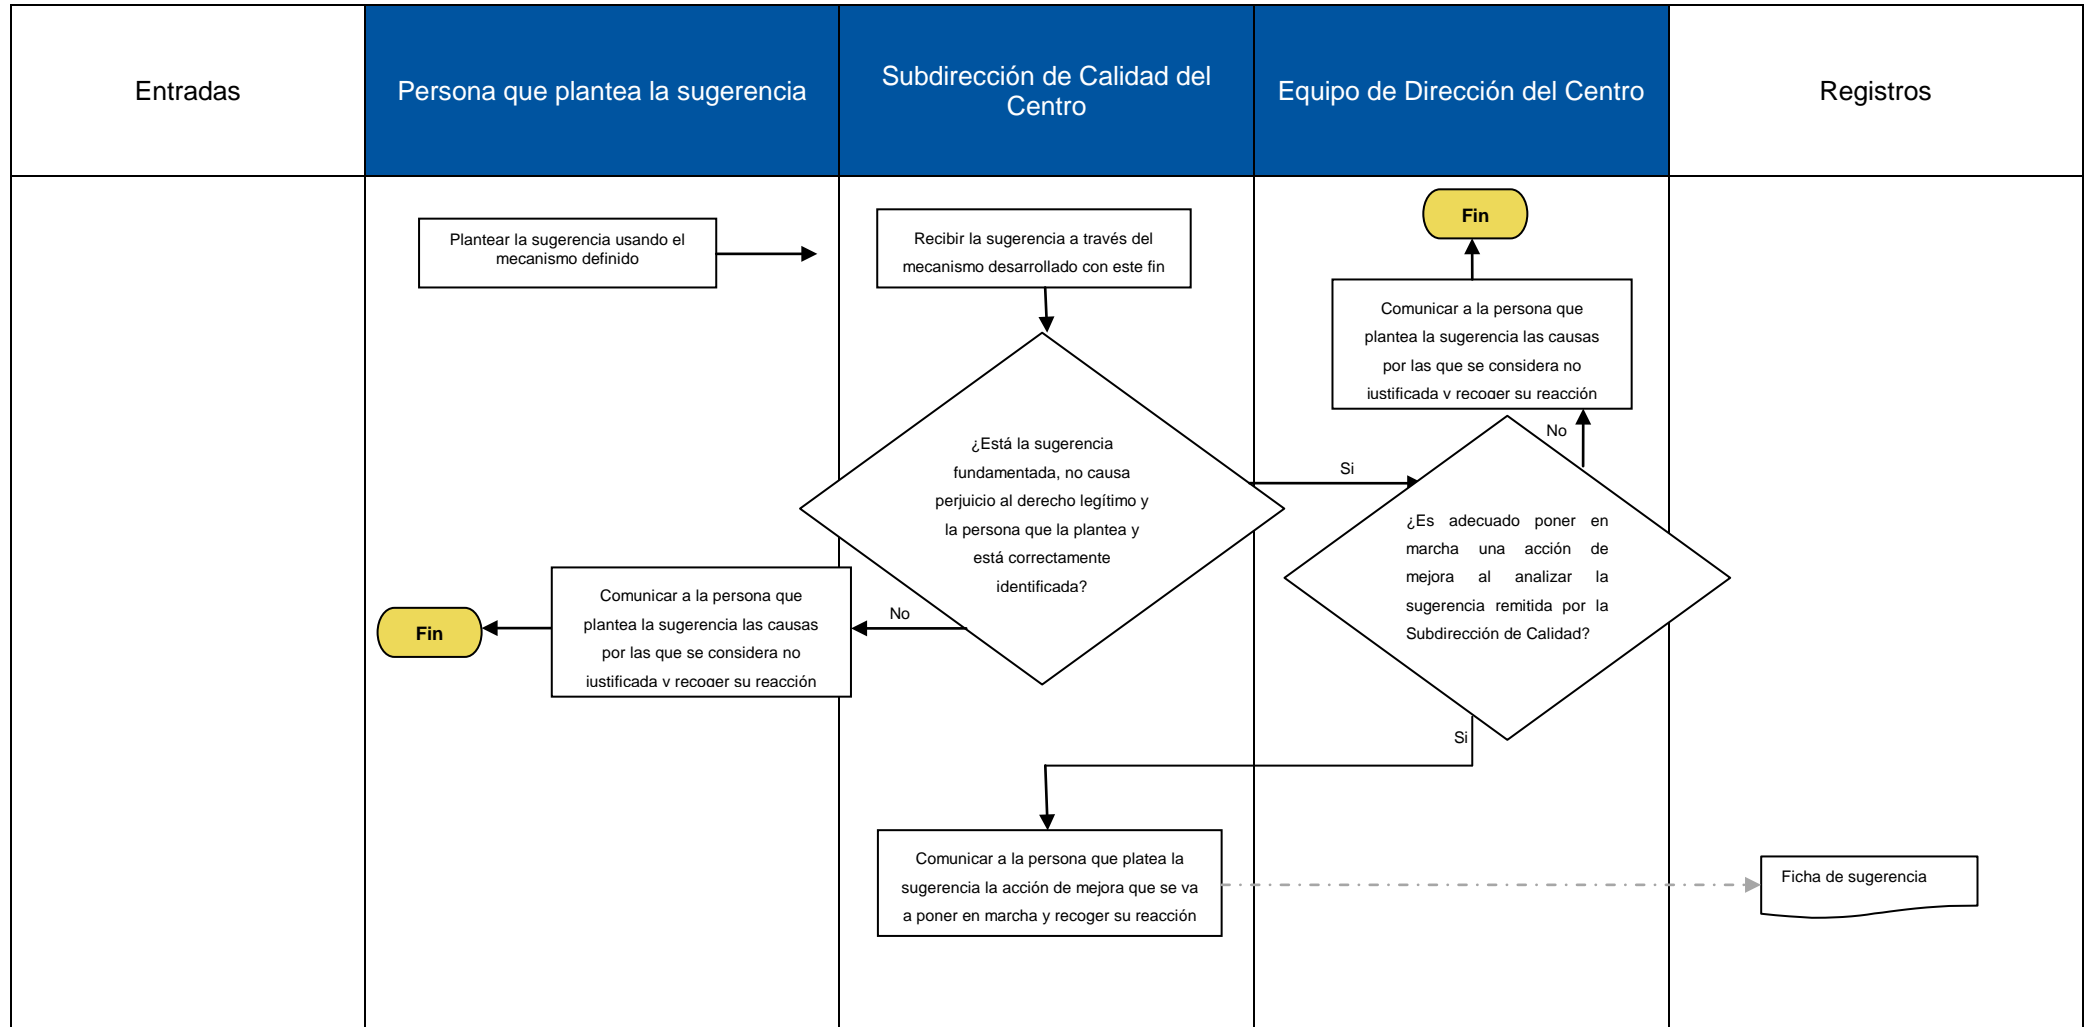 Entradas
Persona que plantea la sugerencia
Subdirección de Calidad del
Centro
Equipo de Dirección del Centro
Registros
Plantear la sugerencia usando el
mecanismo definido
Recibir la sugerencia a través del
mecanismo desarrollado con este fin
Fin
Comunicar a la persona que
plantea la sugerencia las causas
por las que se considera no
justificada y recoger su reacción
No
¿Está la sugerencia
fundamentada, no causa
perjuicio al derecho legítimo y
la persona que la plantea y
está correctamente
identificada?
Si
¿Es adecuado poner en
marcha una acción de
mejora al analizar la
sugerencia remitida por la
Subdirección de Calidad?
No
Comunicar a la persona que
plantea la sugerencia las causas
por las que se considera no
justificada y recoger su reacción
Fin
Si
Comunicar a la persona que platea la
sugerencia la acción de mejora que se va
a poner en marcha y recoger su reacción
Ficha de sugerencia